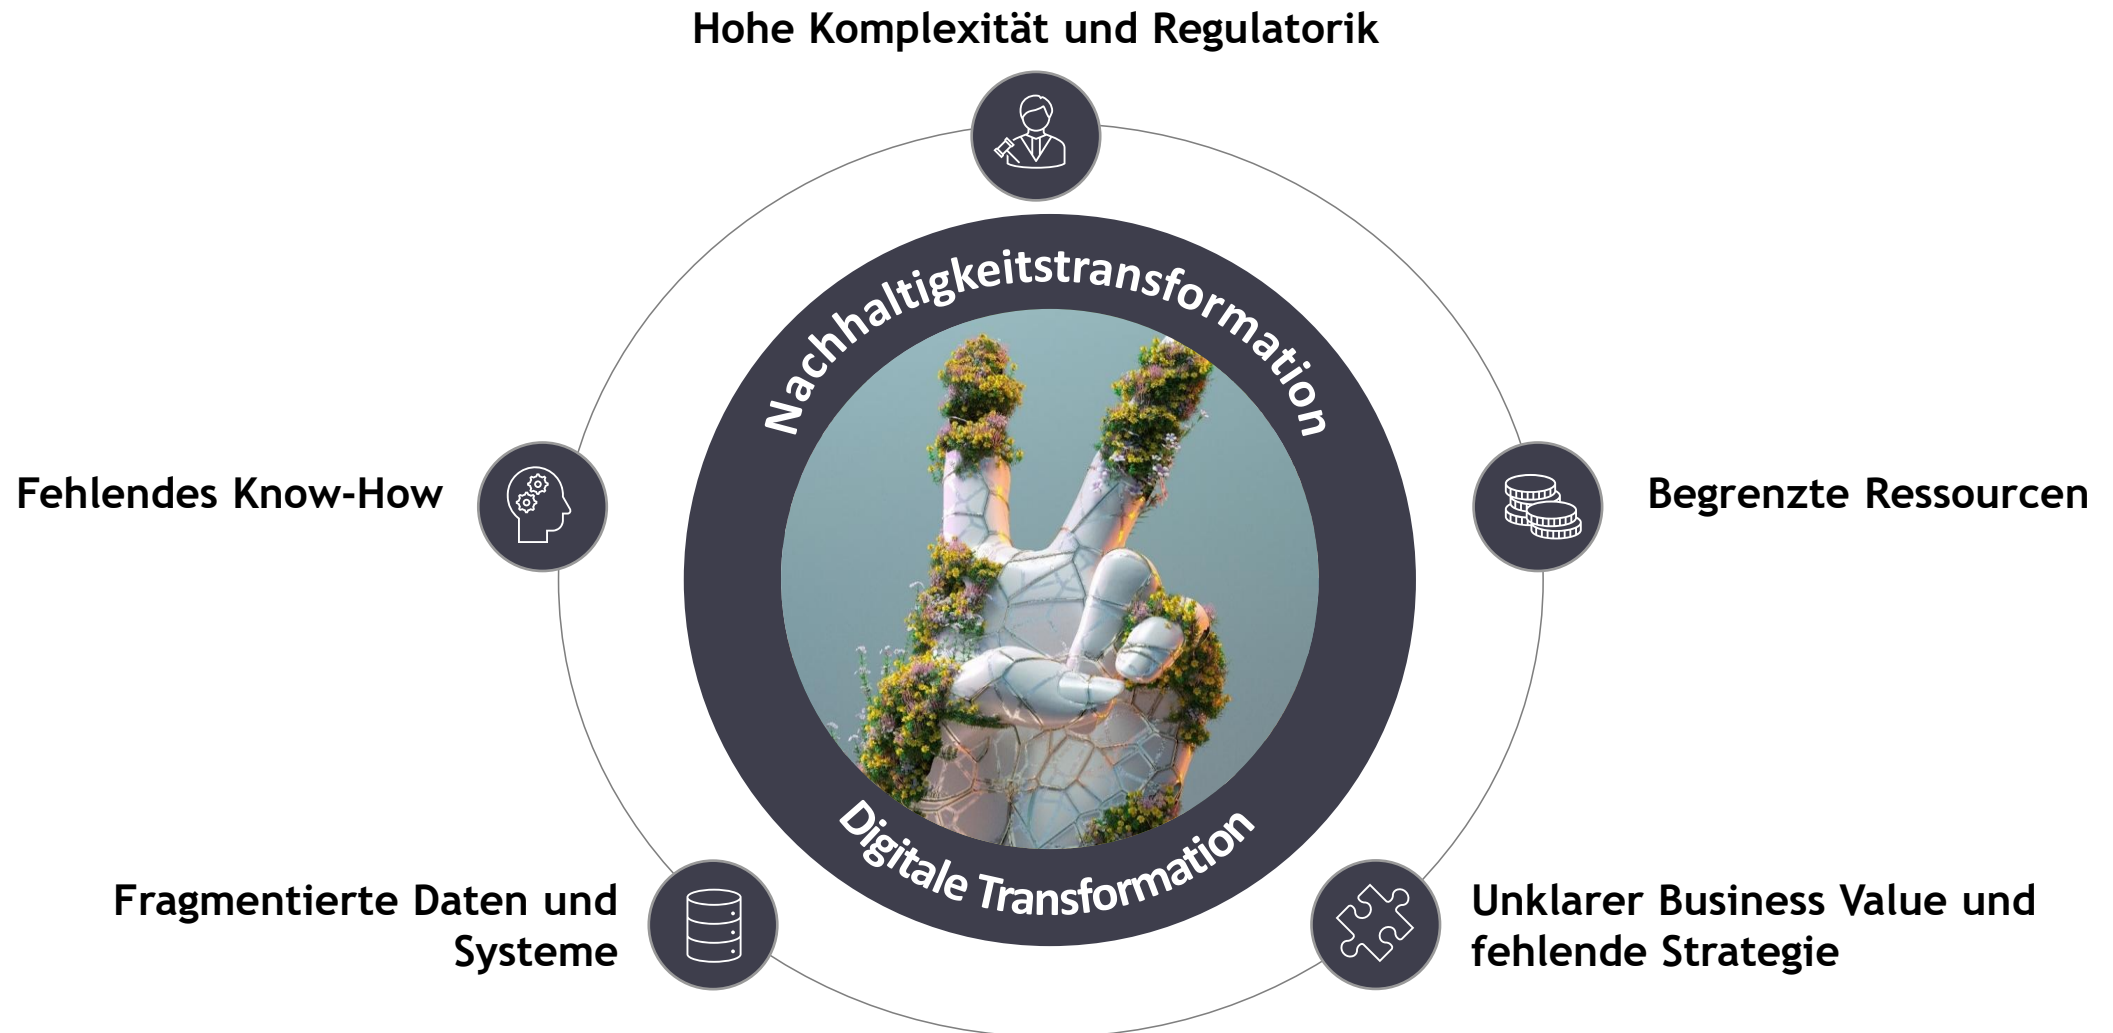 Hohe Komplexität und Regulatorik
Nachhaltigkeitstransformation
Fehlendes Know-How
Begrenzte Ressourcen
Digitale Transformation
Fragmentierte Daten und
Systeme
Unklarer Business Value und
fehlende Strategie